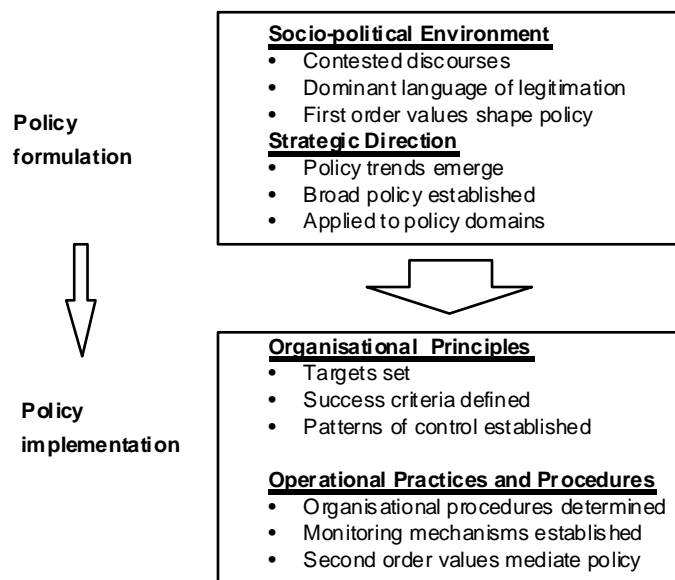 Socio-political Environment
• Contested discourses
• Dominant language of legitimation
• First order values shape policy
Policy
formulation
Strategic Direction
• Policy trends emerge
• Broad policy established
• Applied to policy domains
Organisational Principles
• Targets set
• Success criteria defined
• Patterns of control established
Policy
implementation
Operational Practices and Procedures
• Organisational procedures determined
• Monitoring mechanisms established
• Second order values mediate policy